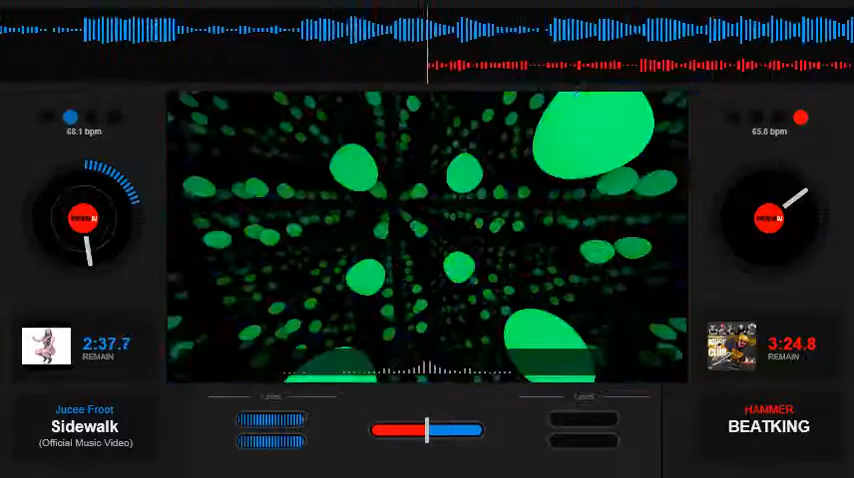 68.1 bpm
65.8 bpm
2:37.7
REMAIN
3:24.8
REMAIN
Jucee Froot
Sidewalk
(Official Music Video)
HAMMER
BEATKING